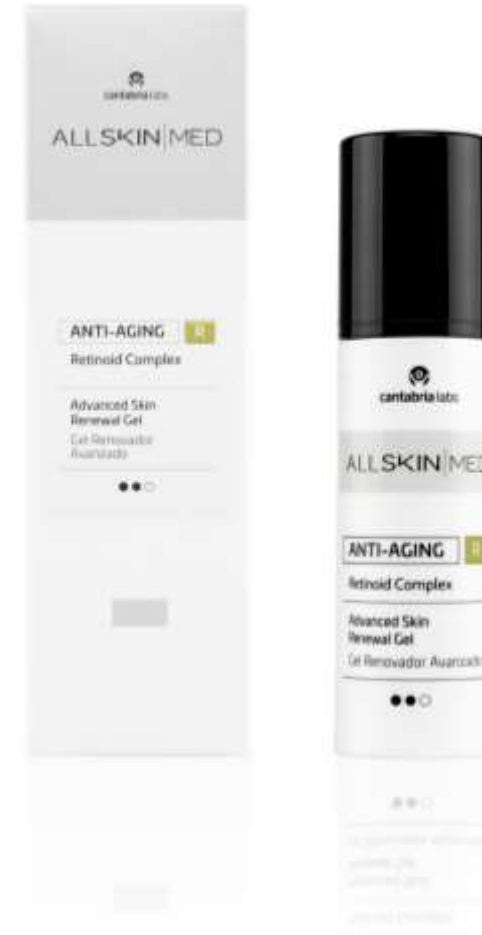 cantabria labs
ALLSKIN|MED
ANTI-AGING R
Retinoid Complex
Advanced Skin
Renewal Gel
Gel Renovador
Avanzado
cantabria labs
ALLSKIN|MED
ANTI-AGING R
Retinoid Complex
Advanced Skin
Renewal Gel
Gel Renovador Avanzado